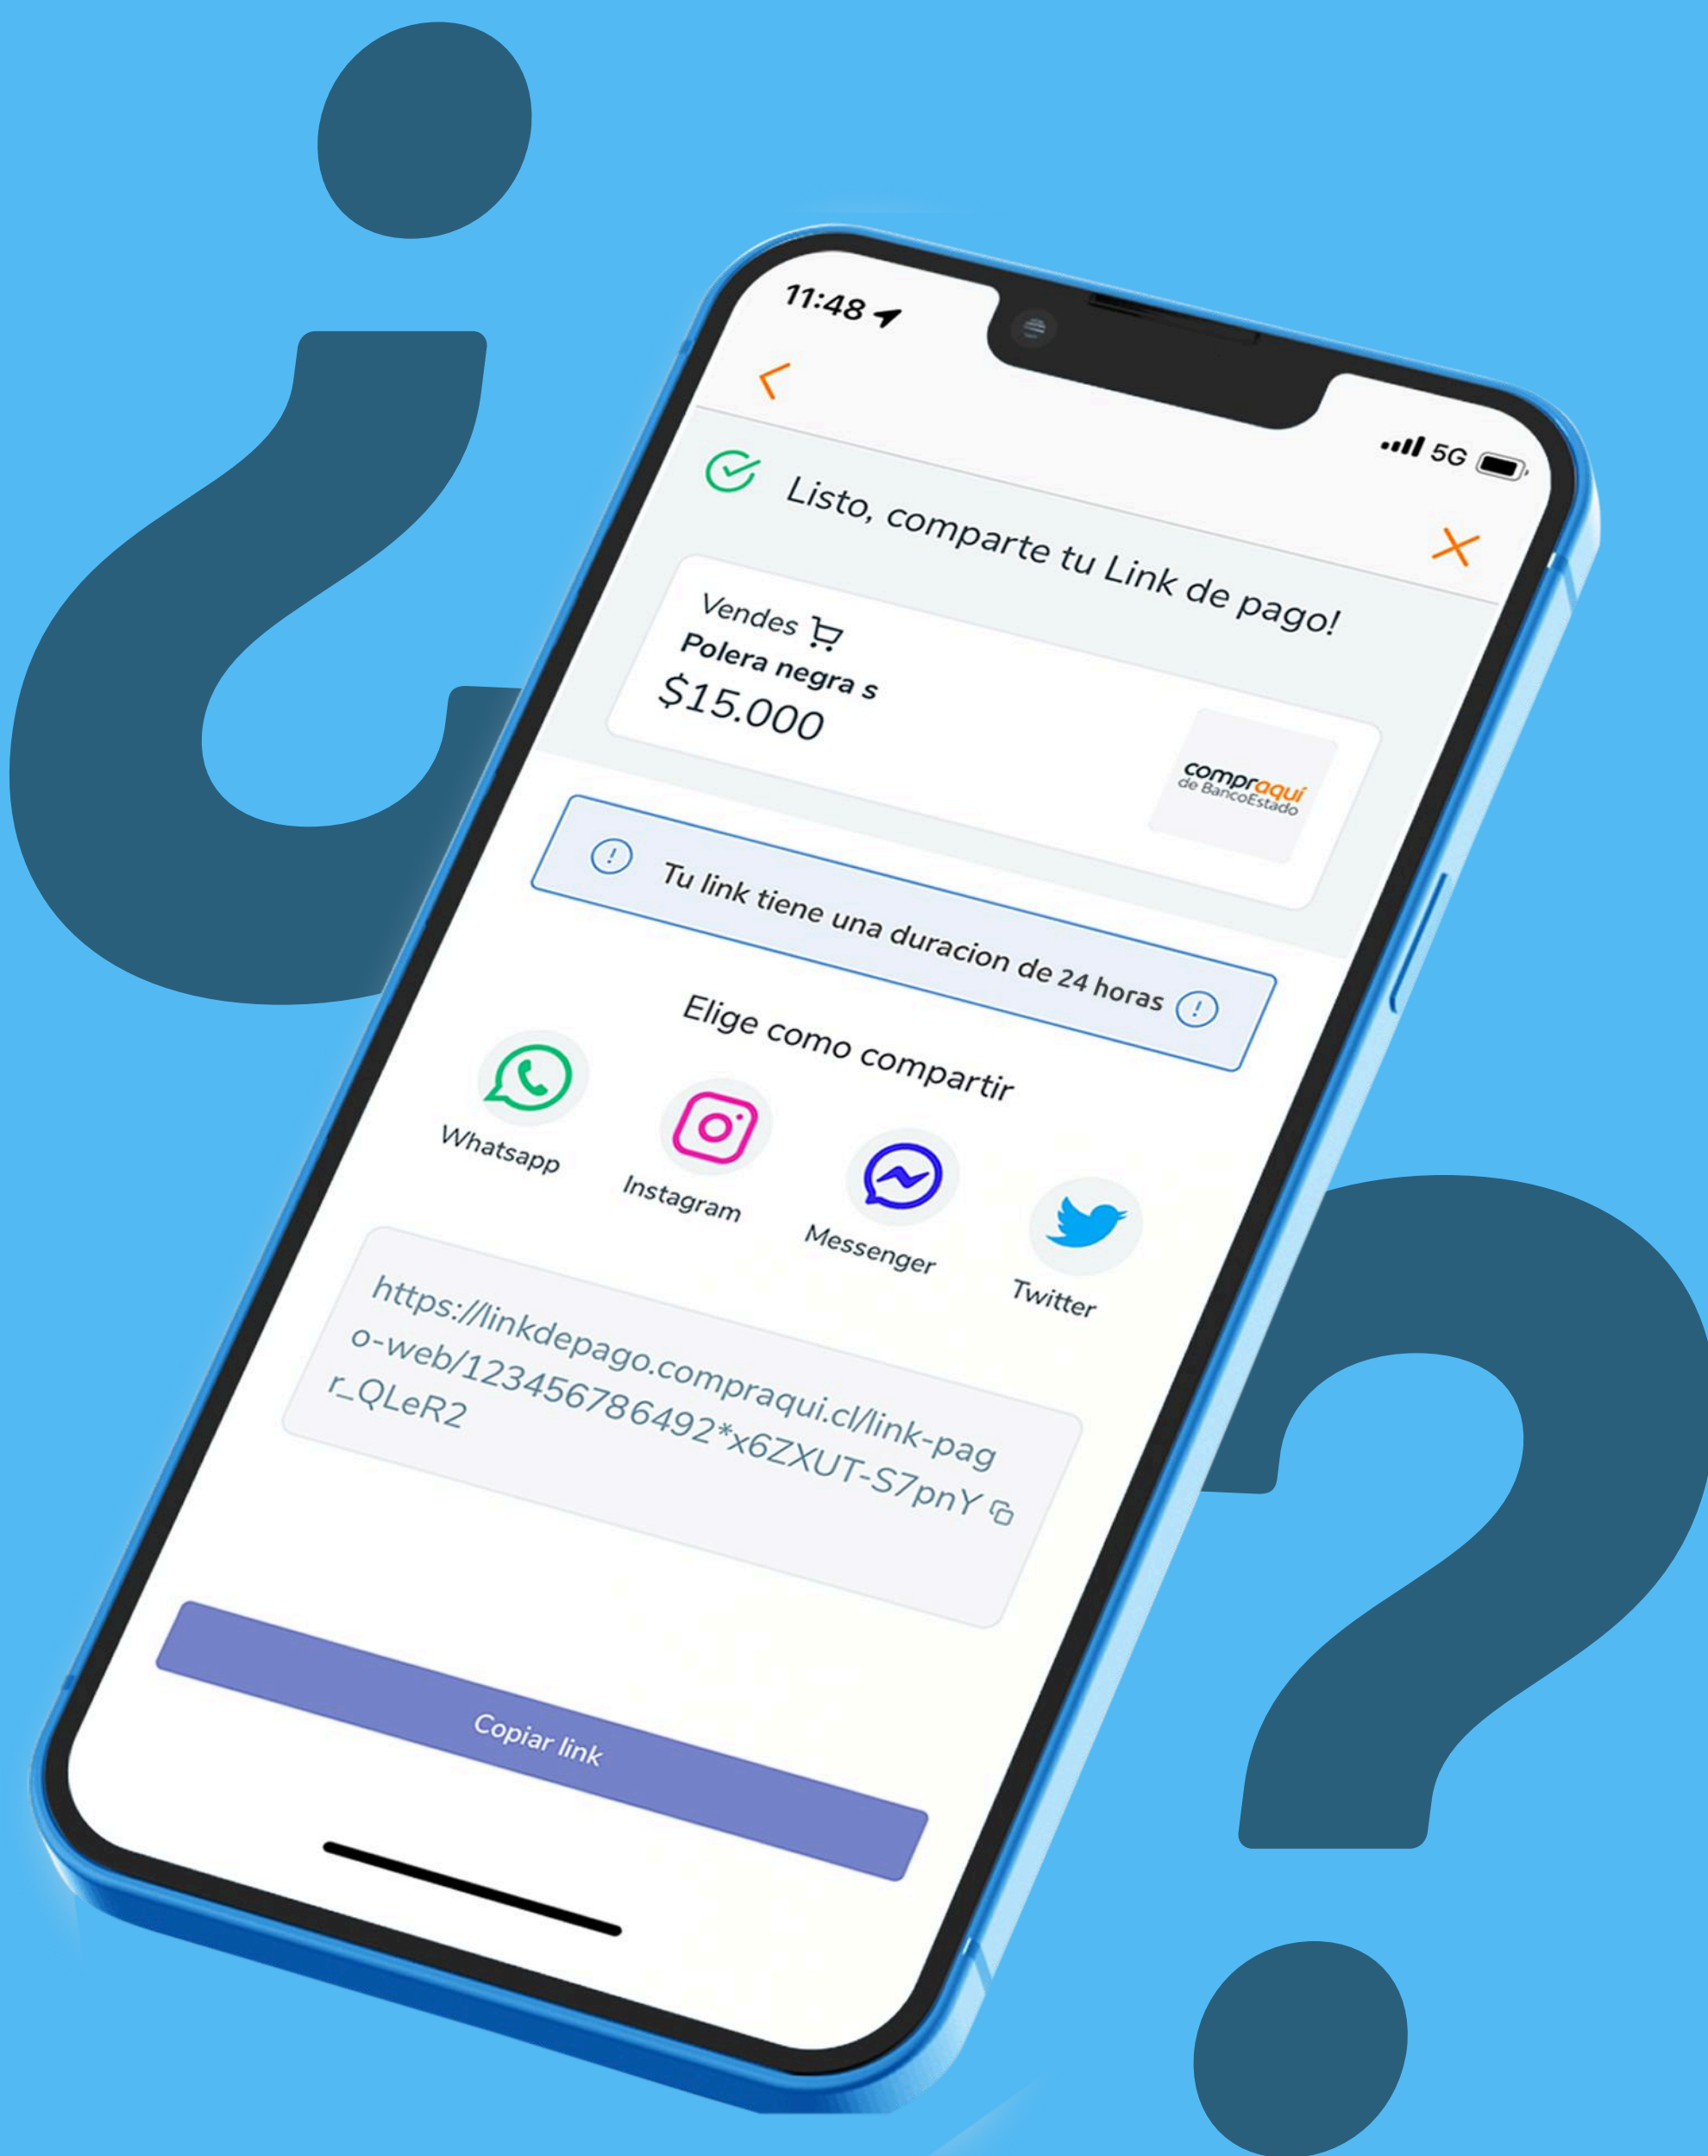 ¿
11:48
5G
Listo, comparte tu Link de pago!
Vendes
Polera negra s
$15.000
compraquí
de BancoEstado
Tu link tiene una duracion de 24 horas
Elige como compartir
Whatsapp
Instagram
Messenger
Twitter
https://linkdepago.compraqui.cl/link-pag
o-web/123456786492*x6ZXUT-S7pnY
r_QLeR2
Copiar link
?